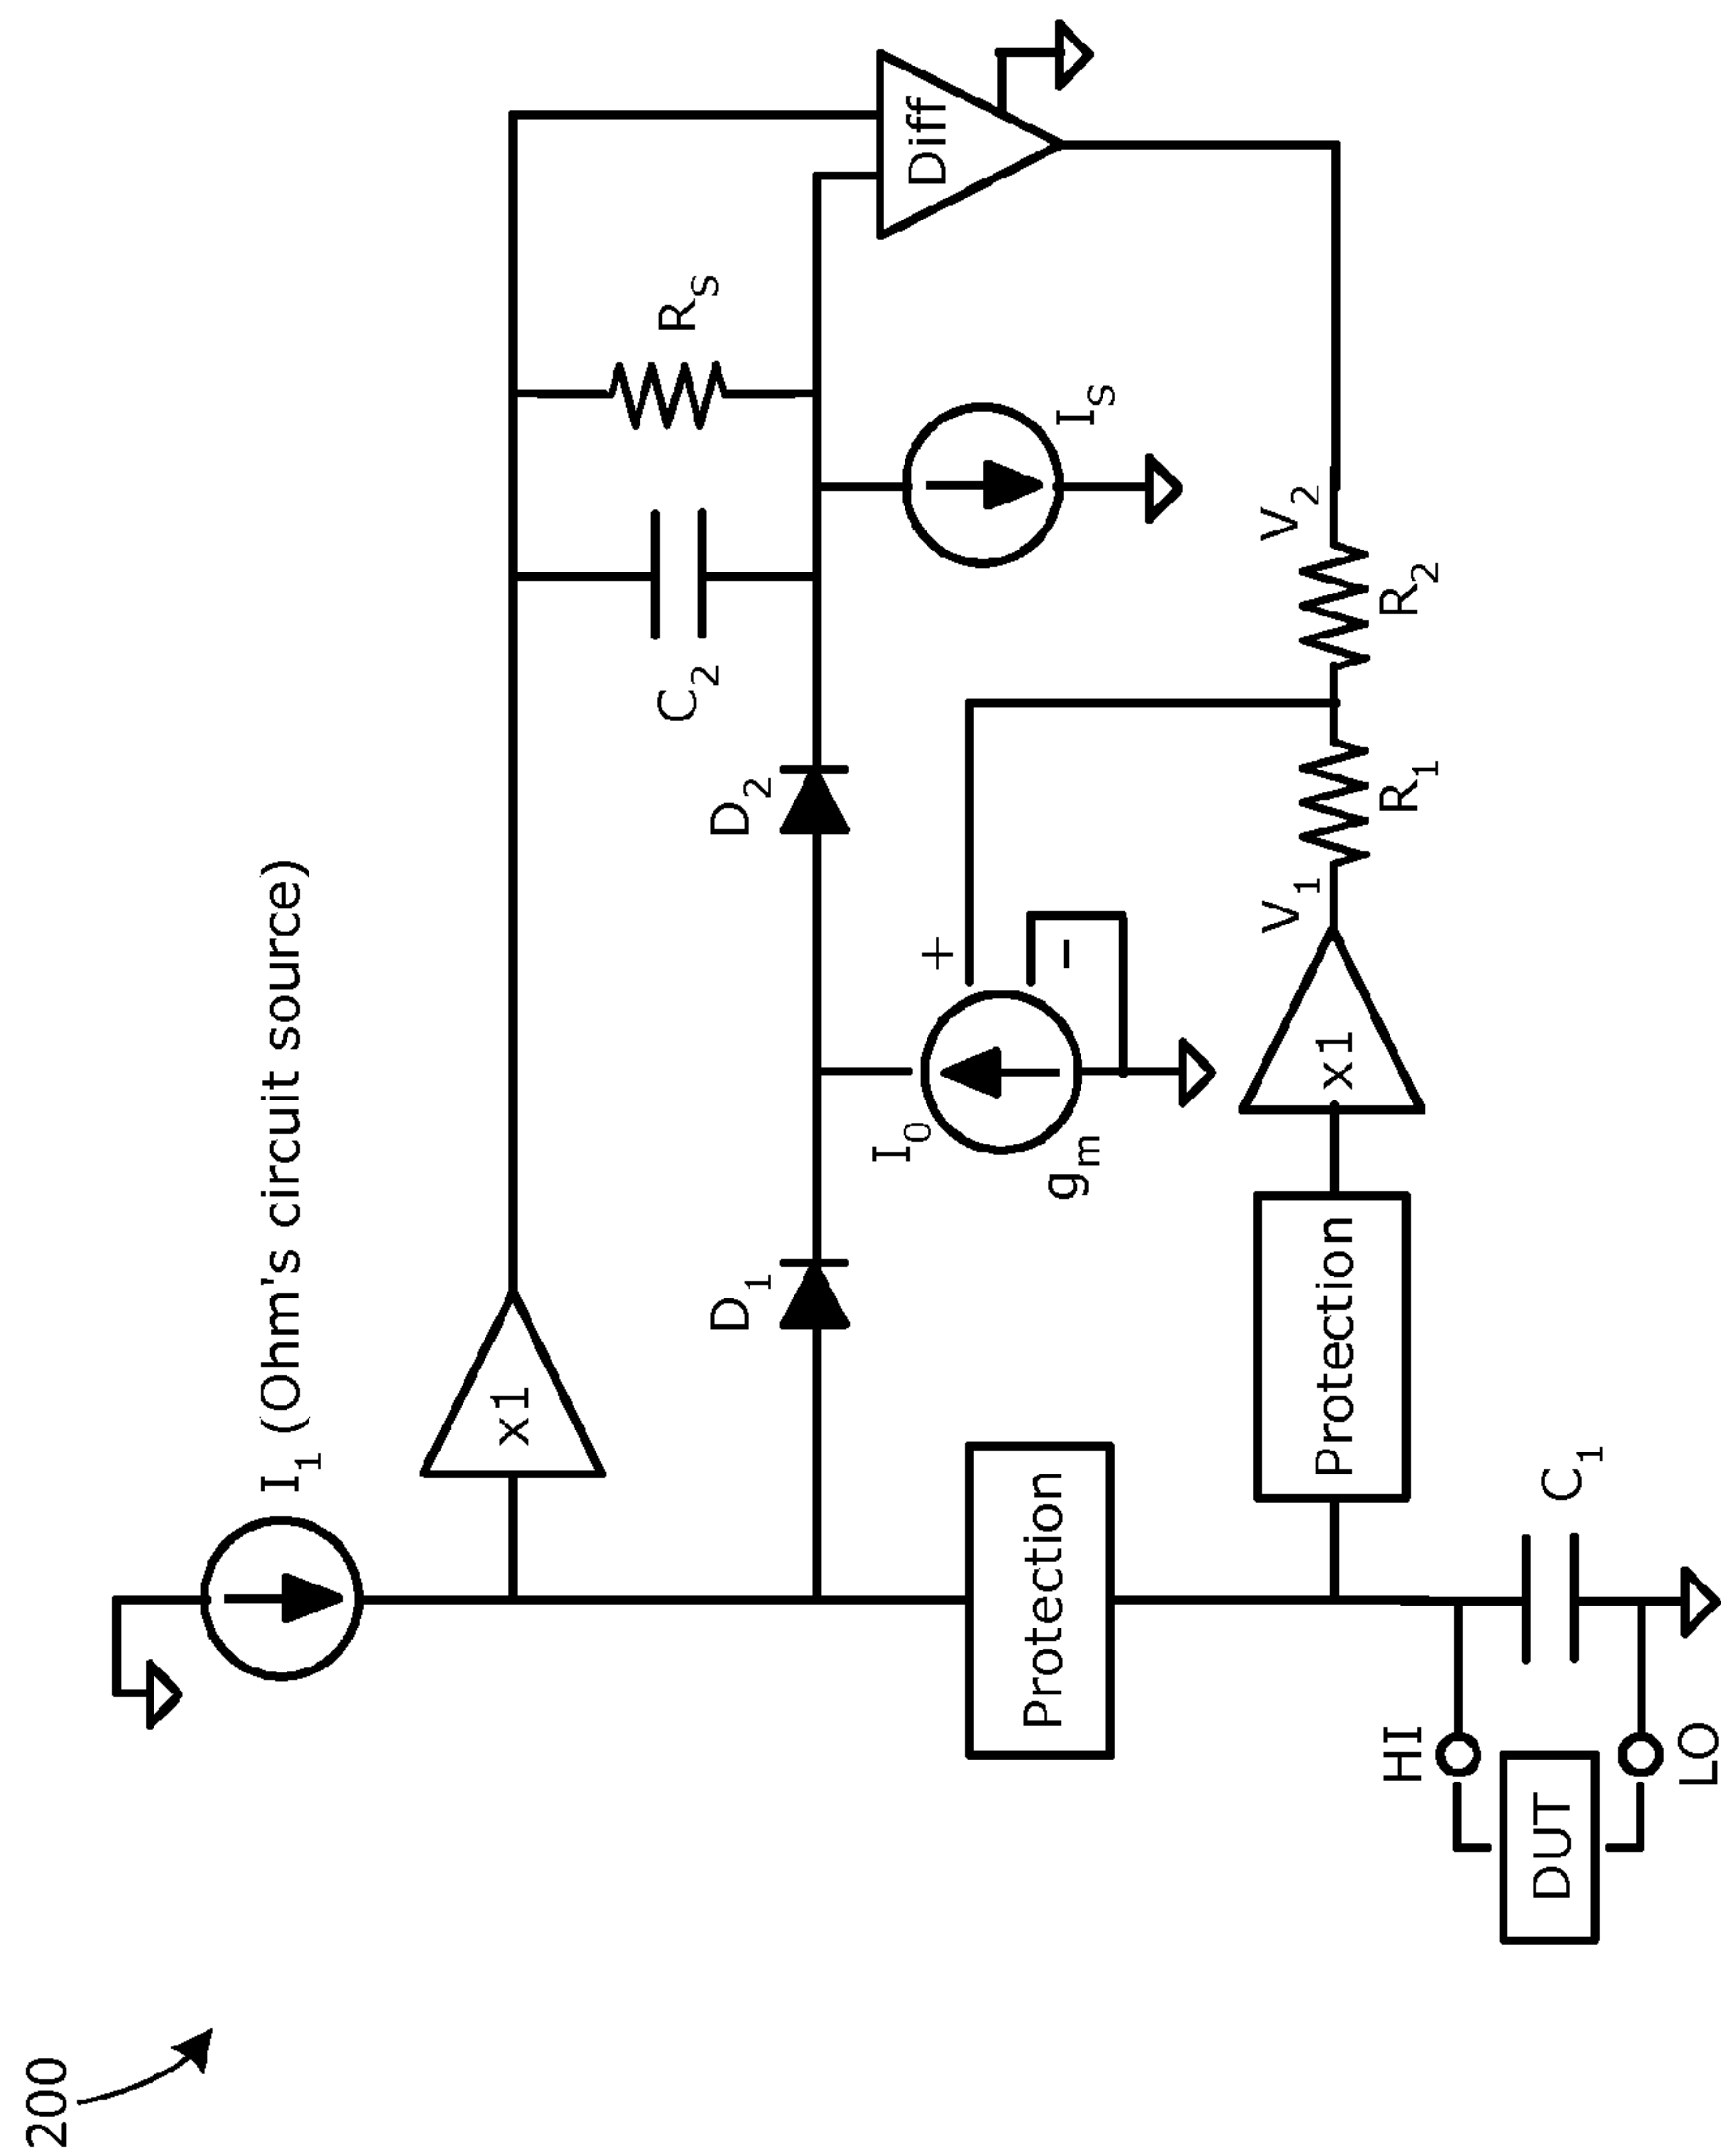 200
I₁ (Ohm's circuit source)
x1
D₁
D₂
C₂
Rₛ
Diff
I₀
gₘ
+
-
Iₛ
Protection
Protection
x1
V₁
R₁
V₂
R₂
HI
DUT
LO
C₁